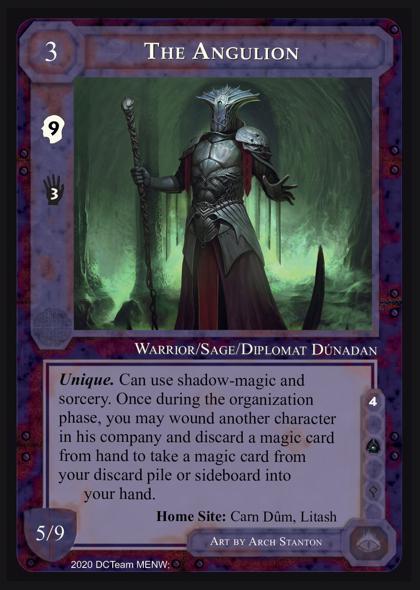 3
The Angulion
9
3
Warrior/Sage/Diplomat Dúnadan
Unique. Can use shadow-magic and
sorcery. Once during the organization
phase, you may wound another character
in his company and discard a magic card
from hand to take a magic card from
your discard pile or sideboard into
your hand.
4
Home Site: Carn Dûm, Litash
5/9
Art by Arch Stanton
2020 DCTeam MENW: